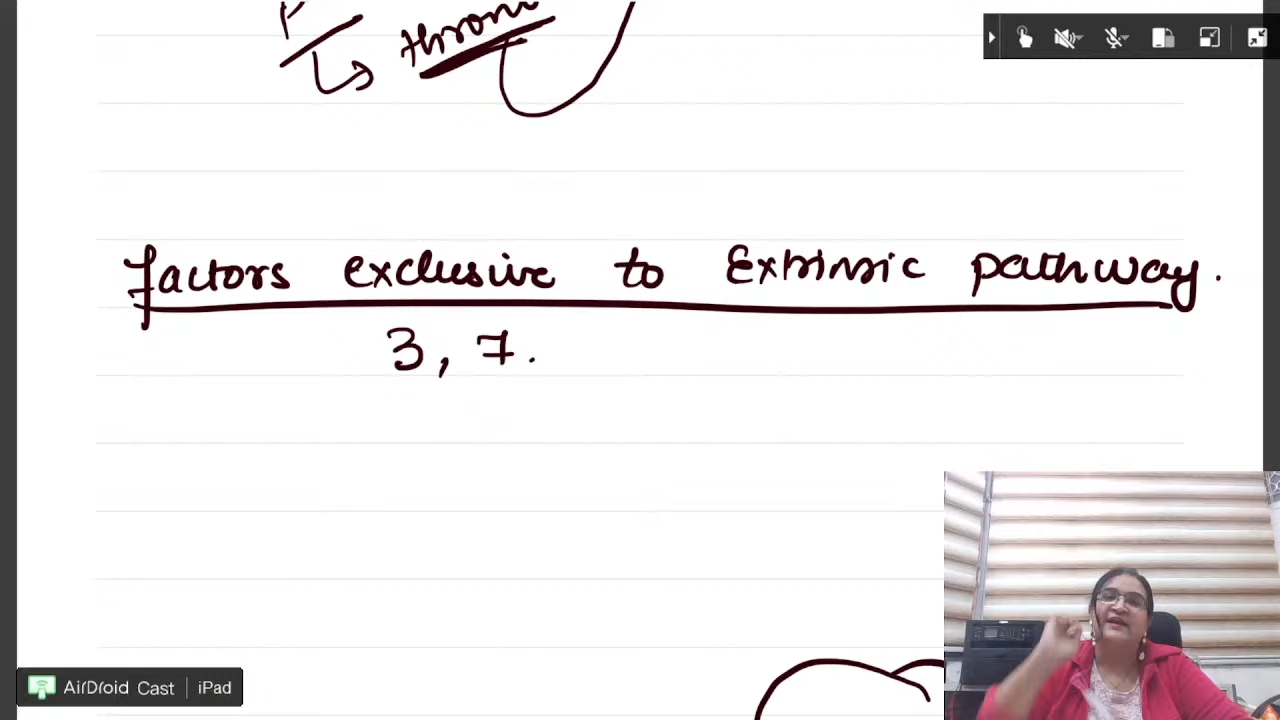 Factors exclusive to Extrinsic pathway.
3, 7.
AirDroid Cast | iPad